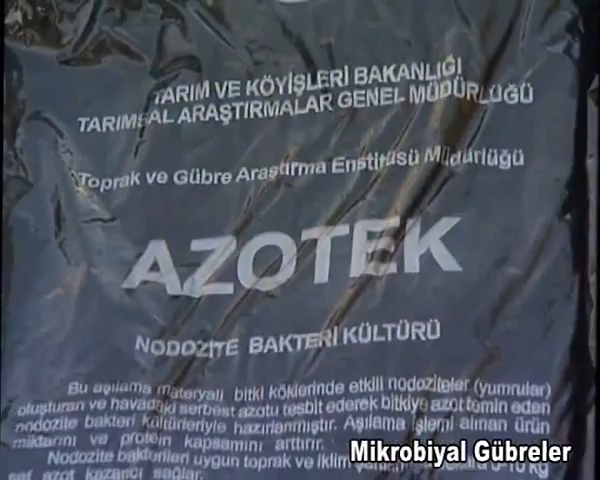 TARIM VE KÖYİŞLERİ BAKANLIĞI
TARIMSAL ARAŞTIRMALAR GENEL MÜDÜRLÜĞÜ
Toprak ve Gübre Araştırma Enstitüsü Müdürlüğü
AZOTEK
NODOZİTE BAKTERİ KÜLTÜRÜ
Bu aşılama materyali bitki köklerinde etkili nodoziteler (yumrular)
oluşturan ve havadaki serbest azotu tesbit ederek bitkiye azot temin eden
nodozite bakteri kültürleriyle hazırlanmıştır. Aşılama işlemi alınan ürün
miktarını ve protein kapsamını arttırır.
Nodozite bakterileri uygun toprak ve iklim
saf azot kazancı sağlar.
Mikrobiyal Gübreler